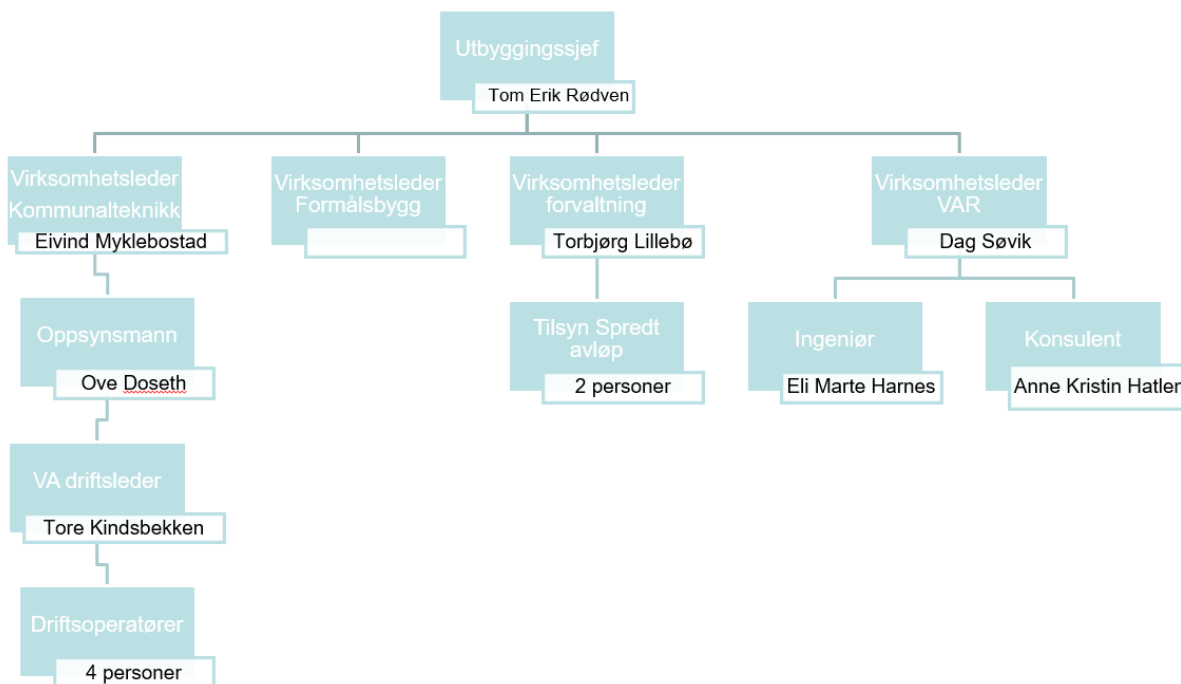 Utbyggingssjef
Tom Erik Rødven
Virksomhetsleder
Kommunalteknikk
Eivind Myklebostad
Virksomhetsleder
Formålsbygg
Virksomhetsleder
forvaltning
Torbjørg Lillebø
Virksomhetsleder
VAR
Dag Søvik
Oppsynsmann
Ove Doseth
Tilsyn Spredt
avløp
2 personer
Ingeniør
Eli Marte Harnes
Konsulent
Anne Kristin Hatlen
VA driftsleder
Tore Kindsbekken
Driftsoperatører
4 personer